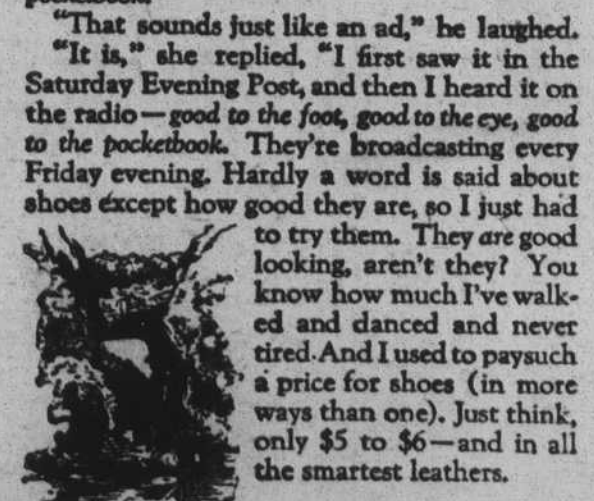 pocketbook.
"That sounds just like an ad," he laughed.
"It is," she replied, "I first saw it in the
Saturday Evening Post, and then I heard it on
the radio—good to the foot, good to the eye, good
to the pocketbook. They're broadcasting every
Friday evening. Hardly a word is said about
shoes except how good they are, so I just had
to try them. They are good
looking, aren't they? You
know how much I've walk-
ed and danced and never
tired. And I used to paysuch
a price for shoes (in more
ways than one). Just think,
only $5 to $6—and in all
the smartest leathers.